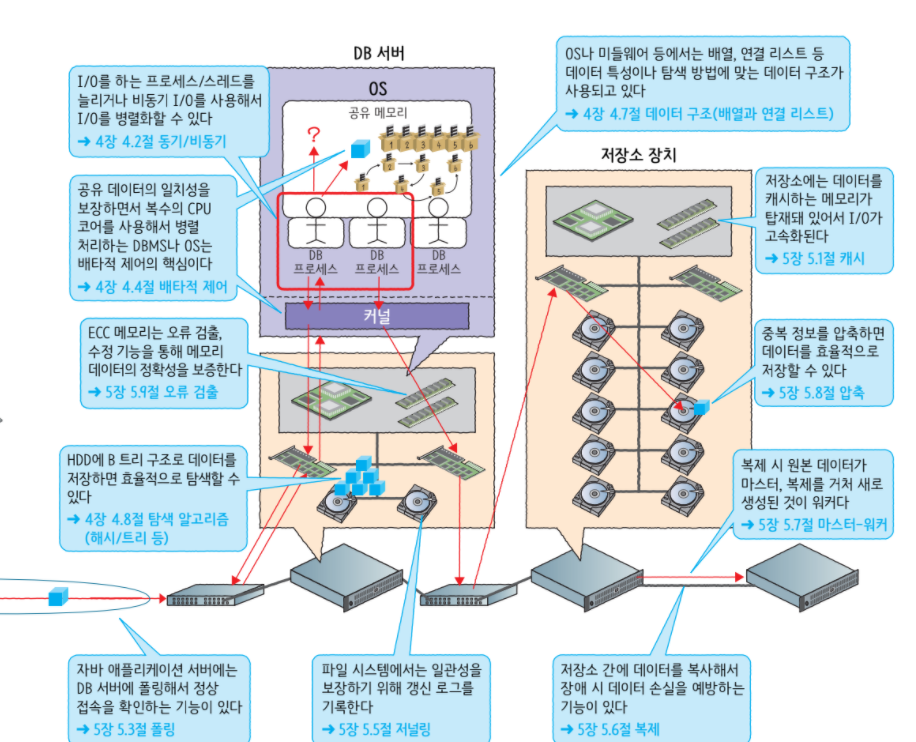 DB 서버
I/O를 하는 프로세스/스레드를
늘리거나 비동기 I/O를 사용해서
I/O를 병렬화할 수 있다
➔ 4장 4.2절 동기/비동기
OS
공유 메모리
?
1 2 3 4 5 6
OS나 미들웨어 등에서는 배열, 연결 리스트 등
데이터 특성이나 탐색 방법에 맞는 데이터 구조가
사용되고 있다
➔ 4장 4.7절 데이터 구조(배열과 연결 리스트)
공유 데이터의 일치성을
보장하면서 복수의 CPU
코어를 사용해서 병렬
처리하는 DBMS나 OS는
배타적 제어의 핵심이다
➔ 4장 4.4절 배타적 제어
DB
프로세스
DB
프로세스
DB
프로세스
커널
저장소 장치
저장소에는 데이터를
캐시하는 메모리가
탑재돼 있어서 I/O가
고속화된다
➔ 5장 5.1절 캐시
ECC 메모리는 오류 검출,
수정 기능을 통해 메모리
데이터의 정확성을 보증한다
➔ 5장 5.9절 오류 검출
중복 정보를 압축하면
데이터를 효율적으로
저장할 수 있다
➔ 5장 5.8절 압축
HDD에 B 트리 구조로 데이터를
저장하면 효율적으로 탐색할 수
있다
➔ 4장 4.8절 탐색 알고리즘
(해시/트리 등)
복제 시 원본 데이터가
마스터, 복제를 거처 새로
생성된 것이 워커다
➔ 5장 5.7절 마스터-워커
자바 애플리케이션 서버에는
DB 서버에 폴링해서 정상
접속을 확인하는 기능이 있다
➔ 5장 5.3절 폴링
파일 시스템에서는 일관성을
보장하기 위해 갱신 로그를
기록한다
➔ 5장 5.5절 저널링
저장소 간에 데이터를 복사해서
장애 시 데이터 손실을 예방하는
기능이 있다
➔ 5장 5.6절 복제